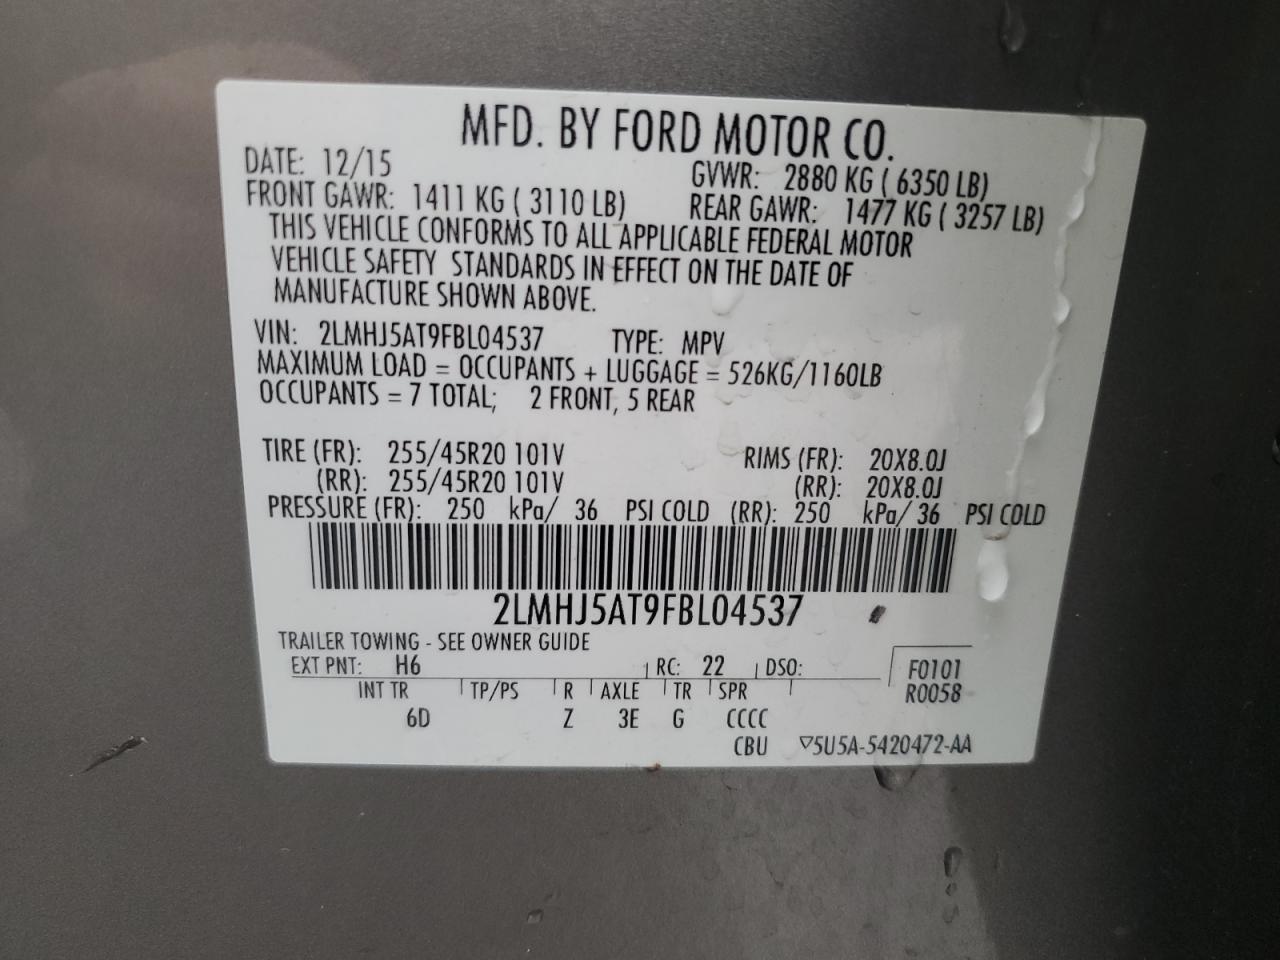 MFD. BY FORD MOTOR CO.
DATE: 12/15 GVWR: 2880 KG ( 6350 LB)
FRONT GAWR: 1411 KG ( 3110 LB) REAR GAWR: 1477 KG ( 3257 LB)
THIS VEHICLE CONFORMS TO ALL APPLICABLE FEDERAL MOTOR
VEHICLE SAFETY STANDARDS IN EFFECT ON THE DATE OF
MANUFACTURE SHOWN ABOVE.
VIN: 2LMHJ5AT9FBL04537 TYPE: MPV
MAXIMUM LOAD = OCCUPANTS + LUGGAGE = 526KG/1160LB
OCCUPANTS = 7 TOTAL; 2 FRONT, 5 REAR
TIRE (FR): 255/45R20 101V RIMS (FR): 20X8.0J
(RR): 255/45R20 101V (RR): 20X8.0J
PRESSURE (FR): 250 kPa/ 36 PSI COLD (RR): 250 kPa/ 36 PSI COLD
2LMHJ5AT9FBL04537
TRAILER TOWING - SEE OWNER GUIDE
EXT PNT: H6 RC: 22 DSO: F0101
INT TR TP/PS R AXLE TR SPR R0058
6D Z 3E G CCCC
CBU ▽5U5A-5420472-AA